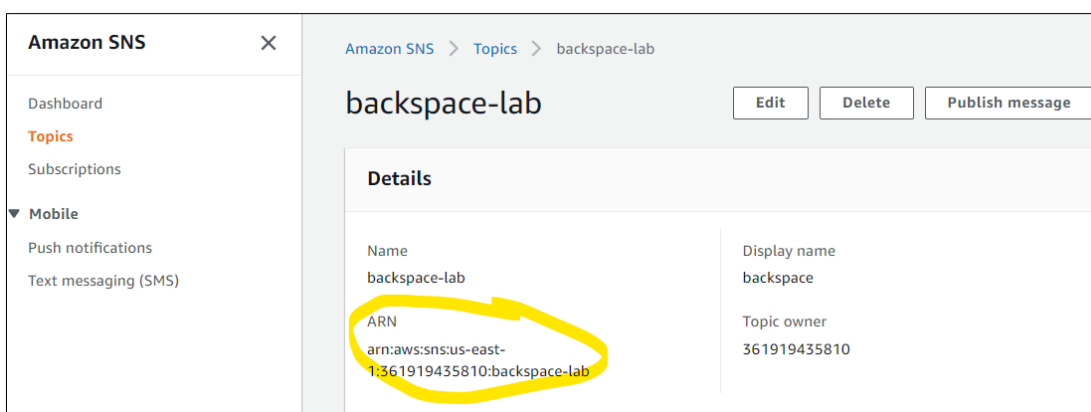 Amazon SNS
Dashboard
Topics
Subscriptions
Mobile
Push notifications
Text messaging (SMS)
Amazon SNS > Topics > backspace-lab
backspace-lab
Edit
Delete
Publish message
Details
Name
backspace-lab
ARN
arn:aws:sns:us-east-
1:361919435810:backspace-lab
Display name
backspace
Topic owner
361919435810